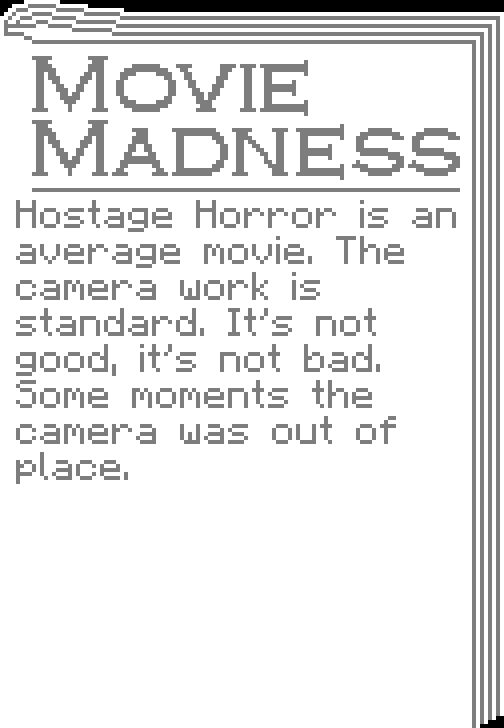 MOVIE
MADNESS
Hostage Horror is an
average movie. The
camera work is
standard. It's not
good, it's not bad.
Some moments the
camera was out of
place.